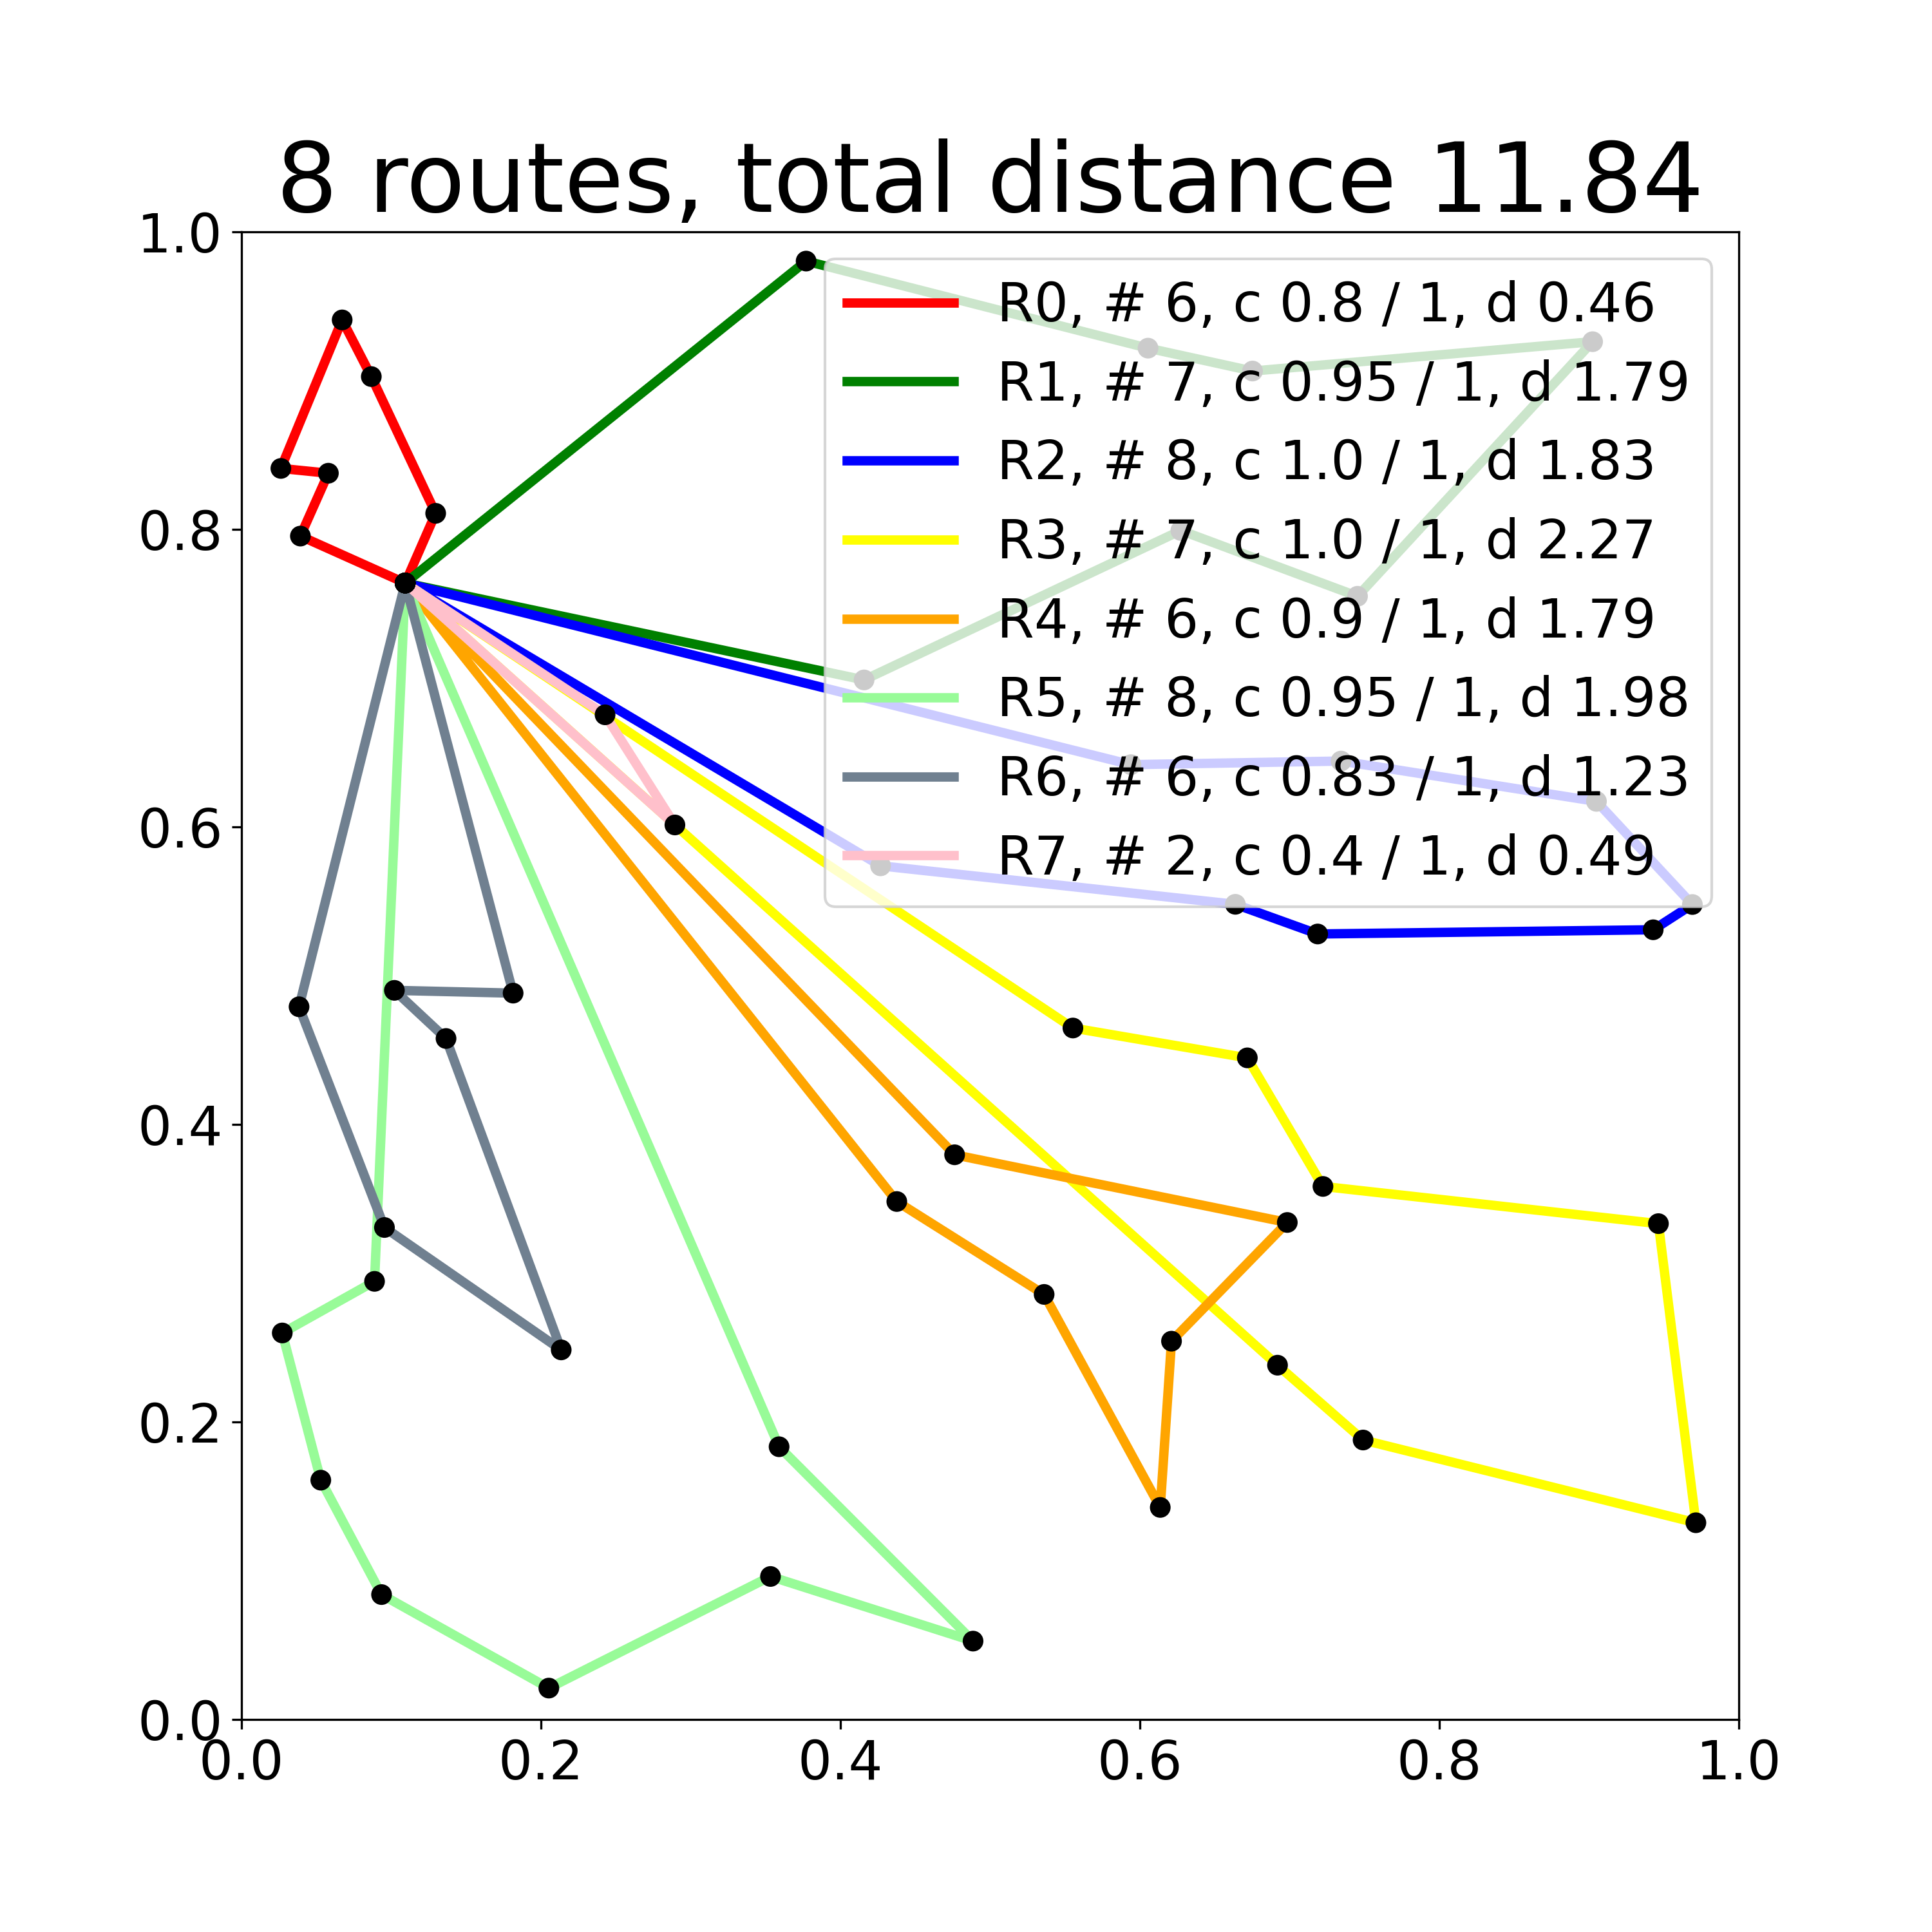 8 routes, total distance 11.84
1.0
R0, # 6, c 0.8 / 1, d 0.46
R1, # 7, c 0.95 / 1, d 1.79
R2, # 8, c 1.0 / 1, d 1.83
0.8
R3, # 7, c 1.0 / 1, d 2.27
R4, # 6, c 0.9 / 1, d 1.79
R5, # 8, c 0.95 / 1, d 1.98
R6, # 6, c 0.83 / 1, d 1.23
0.6
R7, # 2, c 0.4 / 1, d 0.49
0.4
0.2
0.0
0.0 0.2 0.4 0.6 0.8 1.0